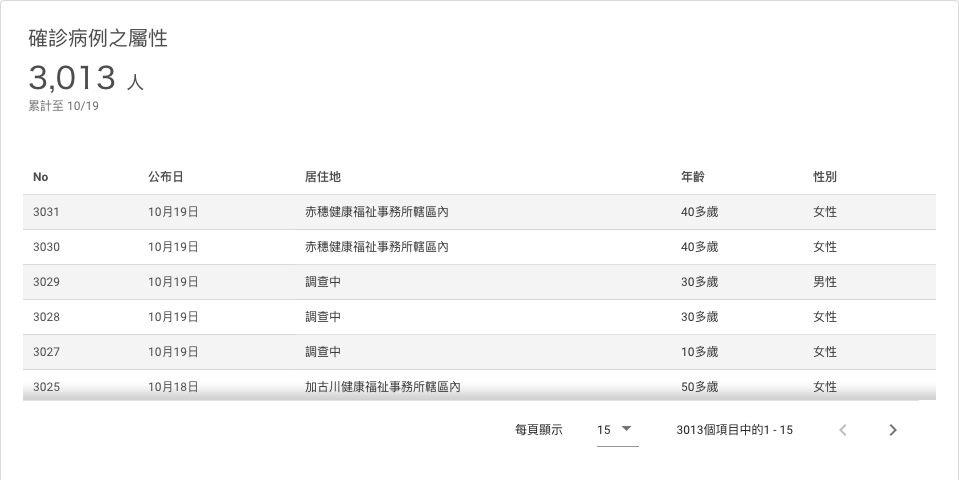 確診病例之屬性
3,013 人
累計至 10/19
No 公布日 居住地 年齡 性別
3031 10月19日 赤穗健康福祉事務所轄區內 40多歲 女性
3030 10月19日 赤穗健康福祉事務所轄區內 40多歲 女性
3029 10月19日 調查中 30多歲 男性
3028 10月19日 調查中 30多歲 女性
3027 10月19日 調查中 10多歲 女性
3025 10月18日 加古川健康福祉事務所轄區內 50多歲 女性
每頁顯示 15 3013個項目中的1 - 15